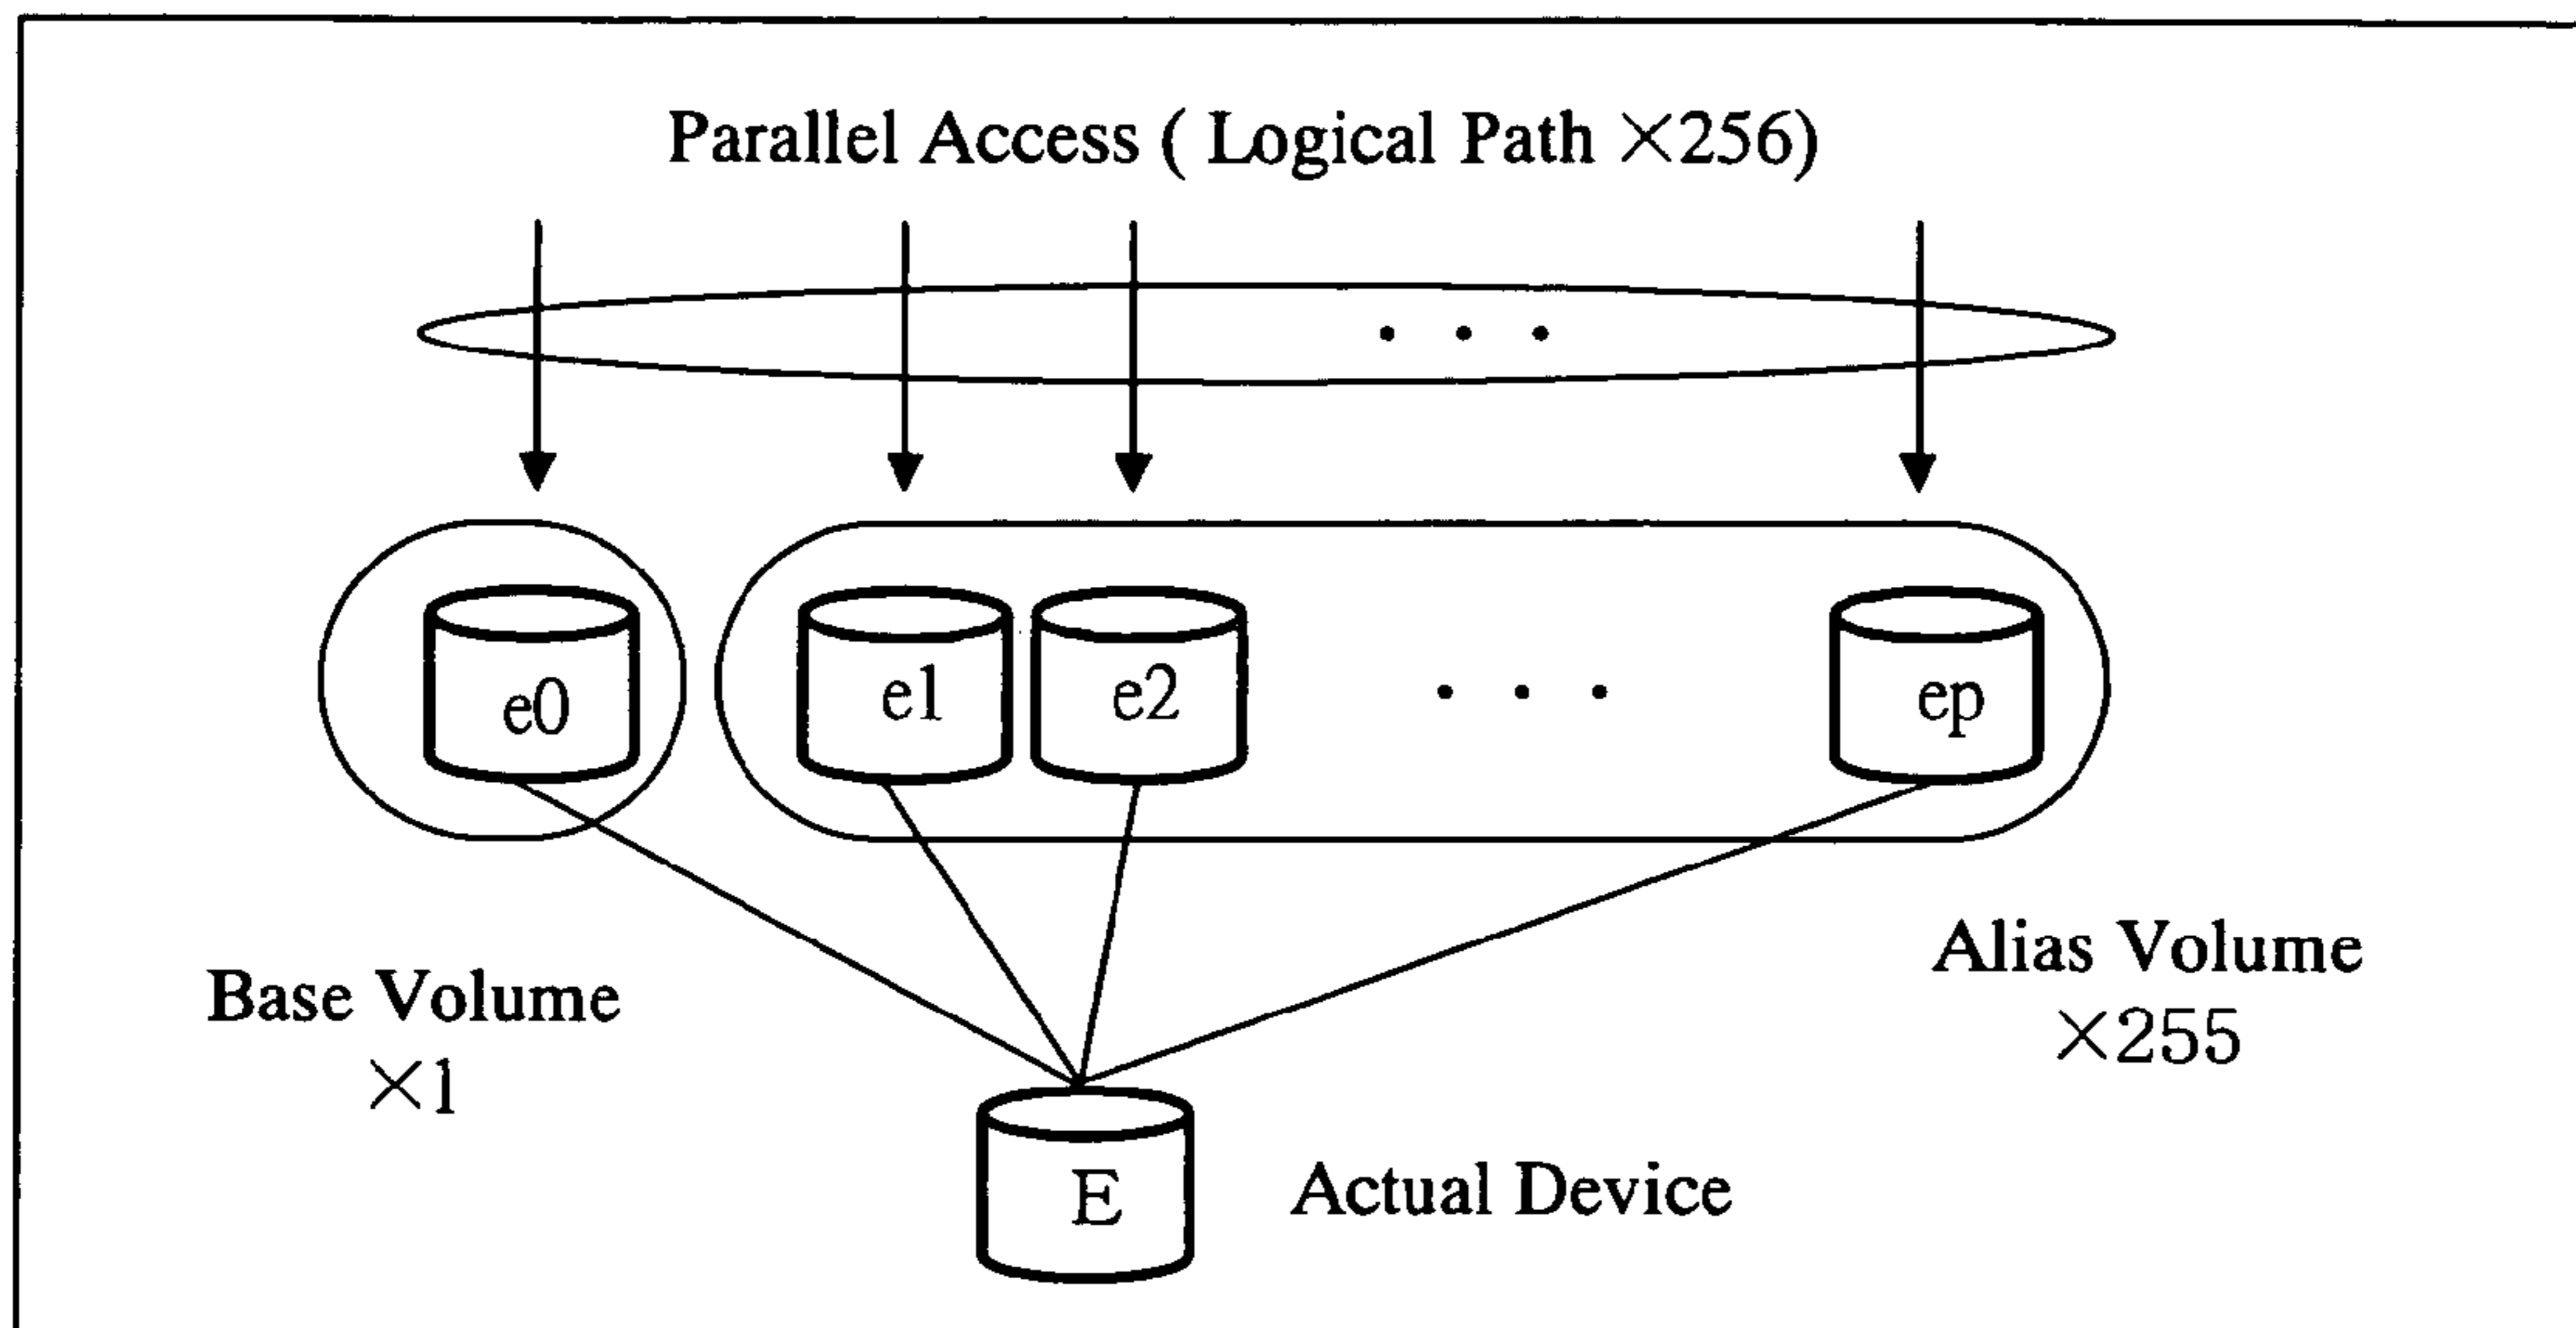 Parallel Access ( Logical Path ×256)
· · ·
e0 e1 e2 · · · ep
Base Volume
×1
Alias Volume
×255
E
Actual Device